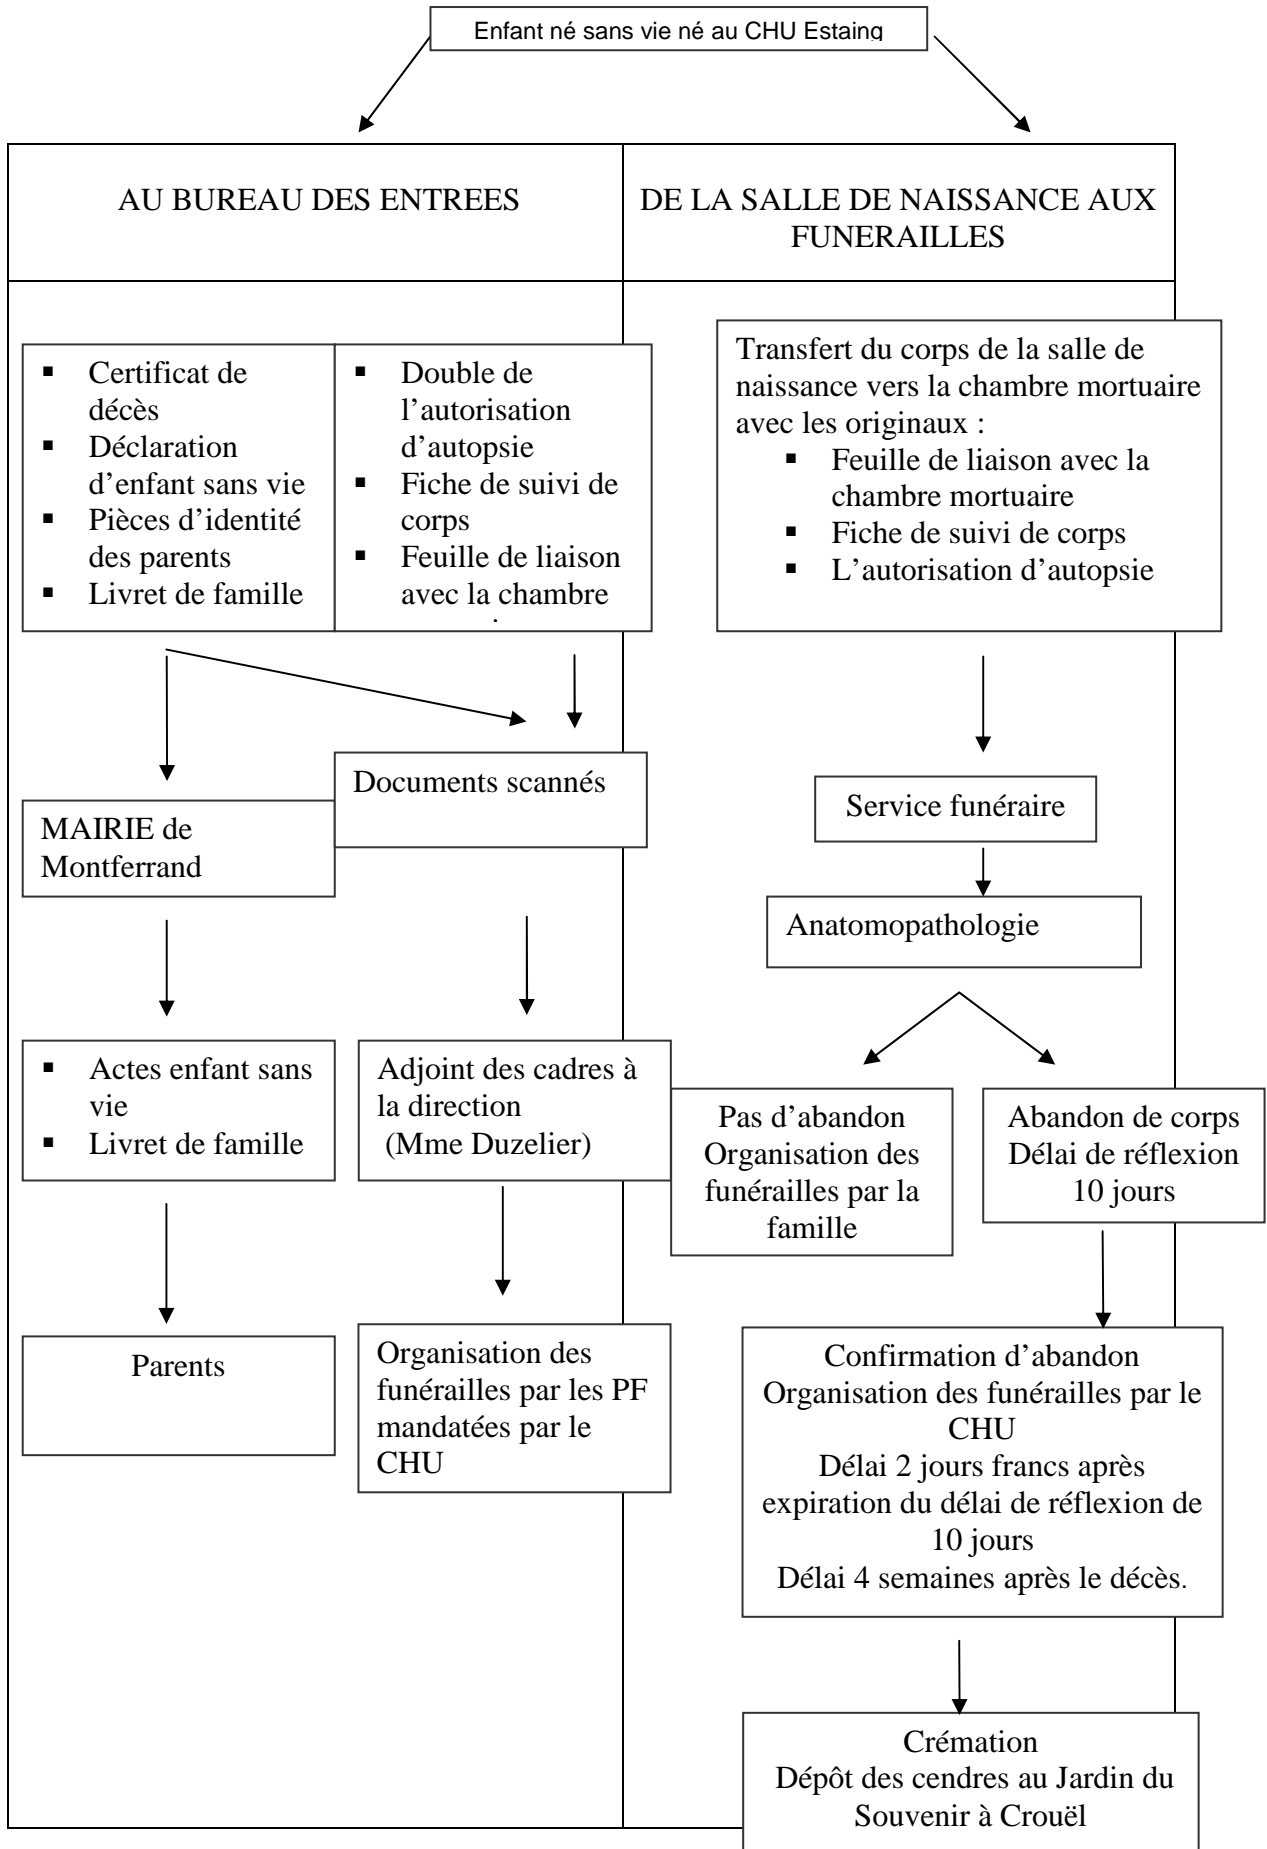 Enfant né sans vie né au CHU Estaing
AU BUREAU DES ENTREES
DE LA SALLE DE NAISSANCE AUX
FUNERAILLES
▪ Certificat de
décès
▪ Déclaration
d’enfant sans vie
▪ Pièces d’identité
des parents
▪ Livret de famille
▪ Double de
l’autorisation
d’autopsie
▪ Fiche de suivi de
corps
▪ Feuille de liaison
avec la chambre
Transfert du corps de la salle de
naissance vers la chambre mortuaire
avec les originaux :
▪ Feuille de liaison avec la
chambre mortuaire
▪ Fiche de suivi de corps
▪ L’autorisation d’autopsie
MAIRIE de
Montferrand
Documents scannés
Service funéraire
Anatomopathologie
▪ Actes enfant sans
vie
▪ Livret de famille
Adjoint des cadres à
la direction
(Mme Duzelier)
Pas d’abandon
Organisation des
funérailles par la
famille
Abandon de corps
Délai de réflexion
10 jours
Parents
Organisation des
funérailles par les PF
mandatées par le
CHU
Confirmation d’abandon
Organisation des funérailles par le
CHU
Délai 2 jours francs après
expiration du délai de réflexion de
10 jours
Délai 4 semaines après le décès.
Crémation
Dépôt des cendres au Jardin du
Souvenir à Crouël